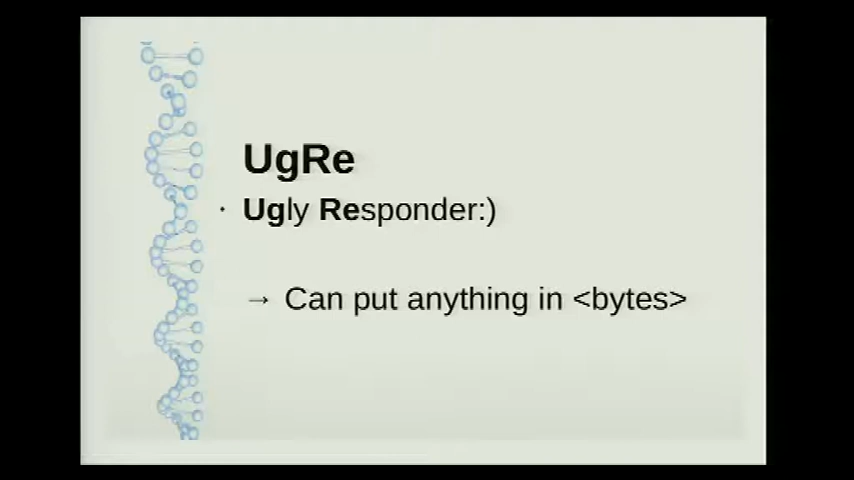 UgRe
· Ugly Responder:)
→ Can put anything in <bytes>